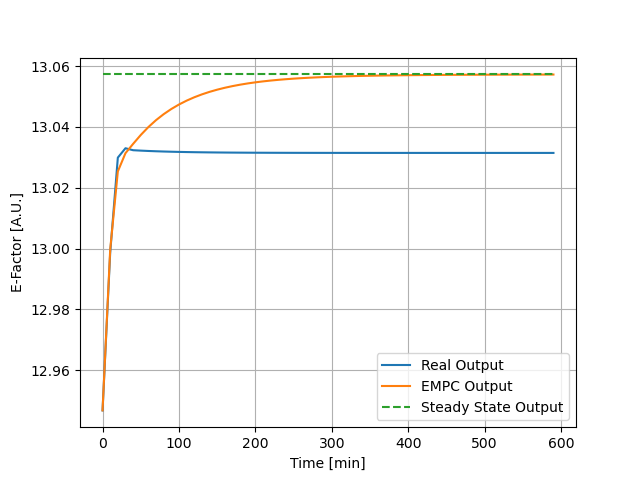 13.06
13.04
13.02
13.00
12.98
12.96
E-Factor [A.U.]
Real Output
EMPC Output
Steady State Output
0 100 200 300 400 500 600
Time [min]